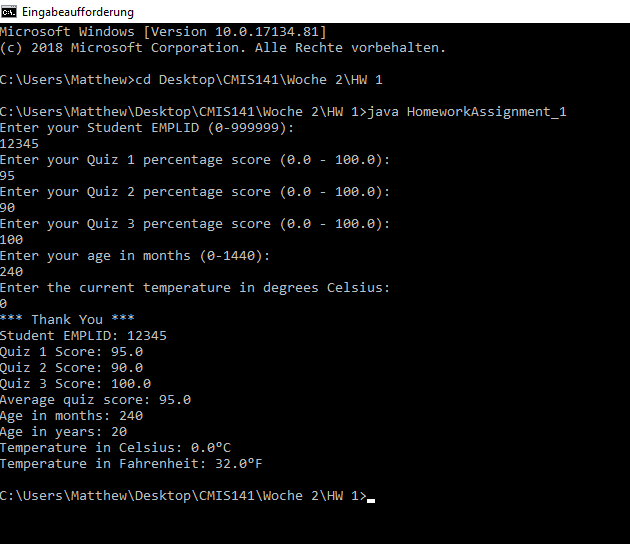 Eingabeaufforderung
Microsoft Windows [Version 10.0.17134.81]
(c) 2018 Microsoft Corporation. Alle Rechte vorbehalten.
C:\Users\Matthew>cd Desktop\CMIS141\Woche 2\HW 1
C:\Users\Matthew\Desktop\CMIS141\Woche 2\HW 1>java HomeworkAssignment_1
Enter your Student EMPLID (0-999999):
12345
Enter your Quiz 1 percentage score (0.0 - 100.0):
95
Enter your Quiz 2 percentage score (0.0 - 100.0):
90
Enter your Quiz 3 percentage score (0.0 - 100.0):
100
Enter your age in months (0-1440):
240
Enter the current temperature in degrees Celsius:
0
*** Thank You ***
Student EMPLID: 12345
Quiz 1 Score: 95.0
Quiz 2 Score: 90.0
Quiz 3 Score: 100.0
Average quiz score: 95.0
Age in months: 240
Age in years: 20
Temperature in Celsius: 0.0°C
Temperature in Fahrenheit: 32.0°F
C:\Users\Matthew\Desktop\CMIS141\Woche 2\HW 1>